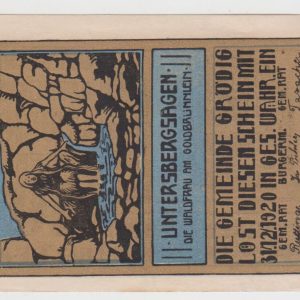 UNTERSBERGSAGEN
DIE WALDFRAU AM GOLDBRÜNNLEIN
DIE GEMEINDE GRÖDIG
LÖST DIESEN SCHEIN MIT
31.12.1920 IN GES. WÄHR. EIN
GEM. RAT BÜRGERM. GEM. RAT